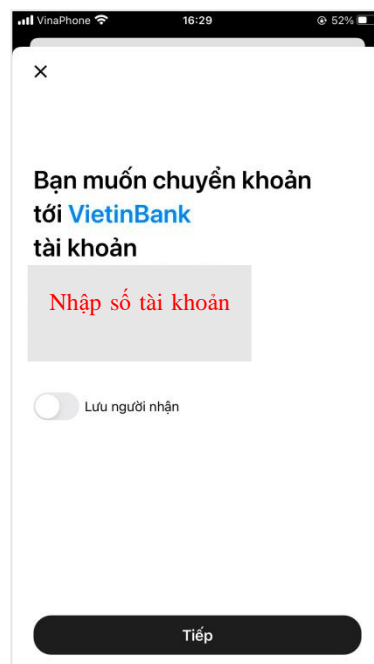 VinaPhone 16:29 52%
Bạn muốn chuyển khoản
tới VietinBank
tài khoản
Nhập số tài khoản
Lưu người nhận
Tiếp